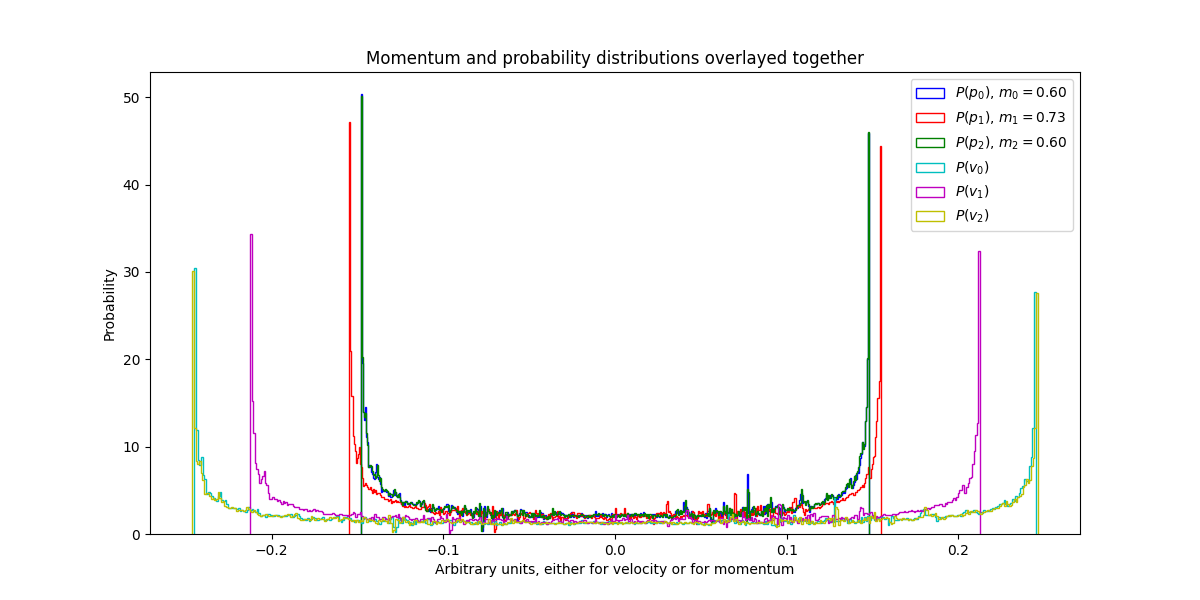 Momentum and probability distributions overlayed together
Probability
50
40
30
20
10
0
−0.2
−0.1
0.0
0.1
0.2
Arbitrary units, either for velocity or for momentum
P(p₀), m₀ = 0.60
P(p₁), m₁ = 0.73
P(p₂), m₂ = 0.60
P(v₀)
P(v₁)
P(v₂)